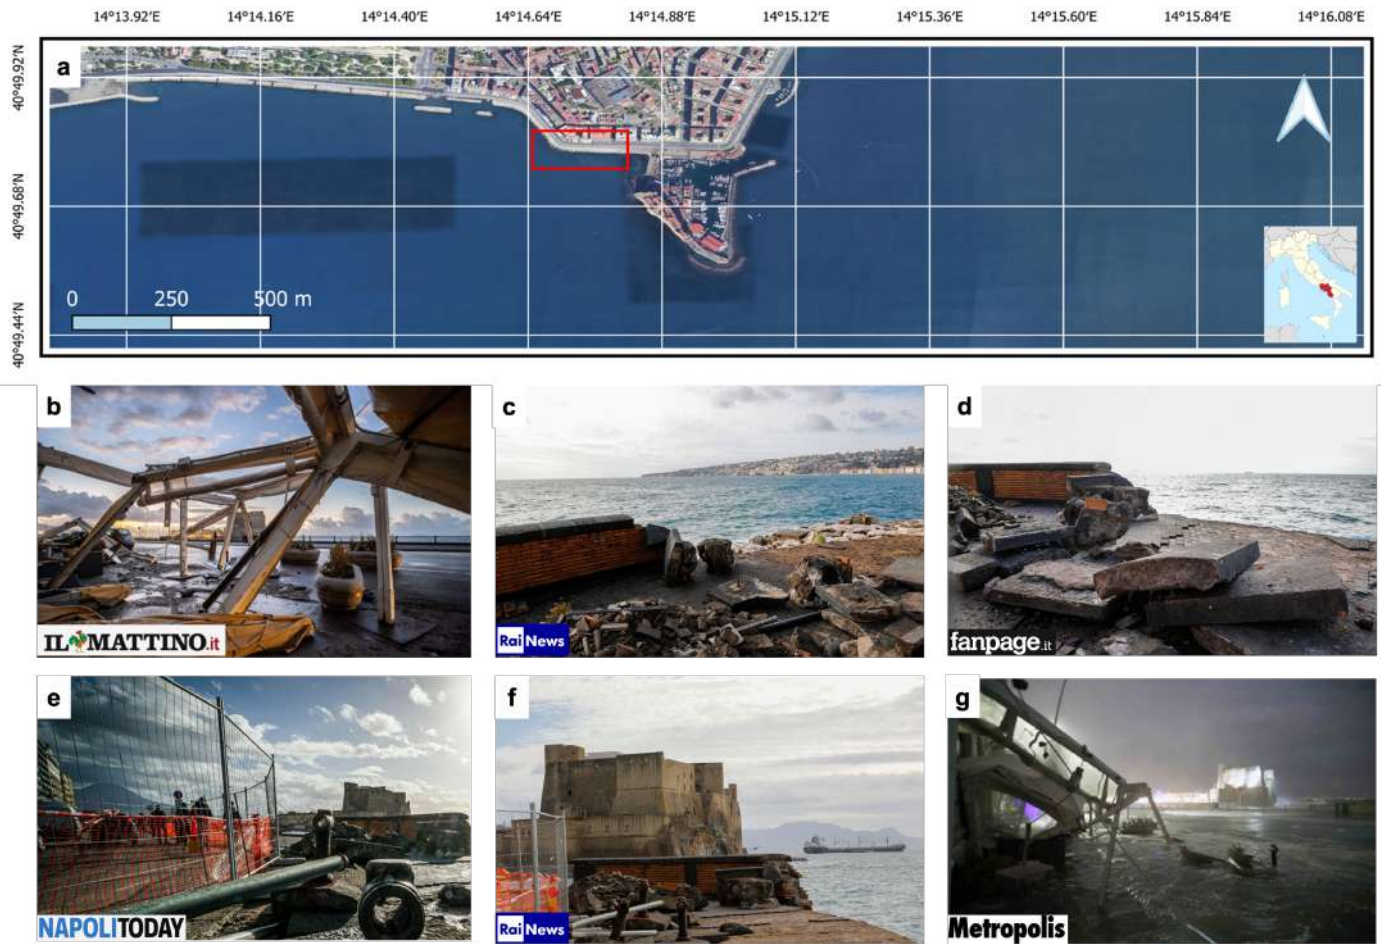 14°13.92'E 14°14.16'E 14°14.40'E 14°14.64'E 14°14.88'E 14°15.12'E 14°15.36'E 14°15.60'E 14°15.84'E 14°16.08'E
40°49.92'N
40°49.68'N
40°49.44'N
a
0 250 500 m
b
IL MATTINO.it
c
Rai News
d
fanpage.it
e
NAPOLITODAY
f
Rai News
g
Metropolis